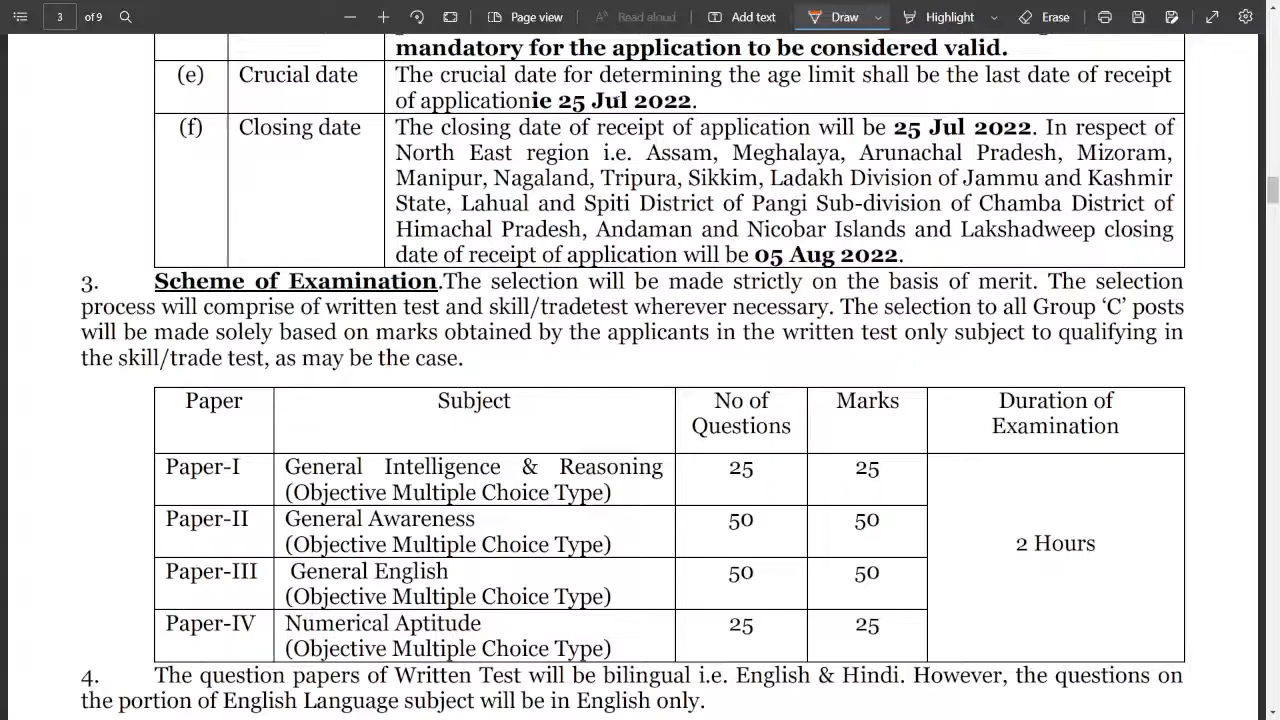 3 of 9 Page view Read aloud Add text Draw Highlight Erase
mandatory for the application to be considered valid.
(e) Crucial date The crucial date for determining the age limit shall be the last date of receipt
of applicationie 25 Jul 2022.
(f) Closing date The closing date of receipt of application will be 25 Jul 2022. In respect of
North East region i.e. Assam, Meghalaya, Arunachal Pradesh, Mizoram,
Manipur, Nagaland, Tripura, Sikkim, Ladakh Division of Jammu and Kashmir
State, Lahual and Spiti District of Pangi Sub-division of Chamba District of
Himachal Pradesh, Andaman and Nicobar Islands and Lakshadweep closing
date of receipt of application will be 05 Aug 2022.
3. Scheme of Examination.The selection will be made strictly on the basis of merit. The selection
process will comprise of written test and skill/tradetest wherever necessary. The selection to all Group ‘C’ posts
will be made solely based on marks obtained by the applicants in the written test only subject to qualifying in
the skill/trade test, as may be the case.
Paper Subject No of Marks Duration of
Questions Examination
Paper-I General Intelligence & Reasoning 25 25
(Objective Multiple Choice Type)
Paper-II General Awareness 50 50
(Objective Multiple Choice Type)
2 Hours
Paper-III General English 50 50
(Objective Multiple Choice Type)
Paper-IV Numerical Aptitude 25 25
(Objective Multiple Choice Type)
4. The question papers of Written Test will be bilingual i.e. English & Hindi. However, the questions on
the portion of English Language subject will be in English only.